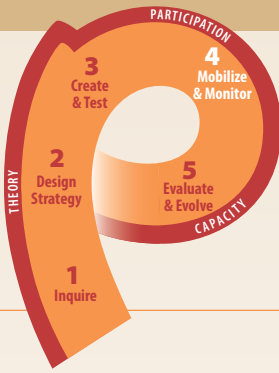 PARTICIPATION
4
Mobilize
& Monitor
3
Create
& Test
THEORY
2
Design
Strategy
5
Evaluate
& Evolve
CAPACITY
1
Inquire